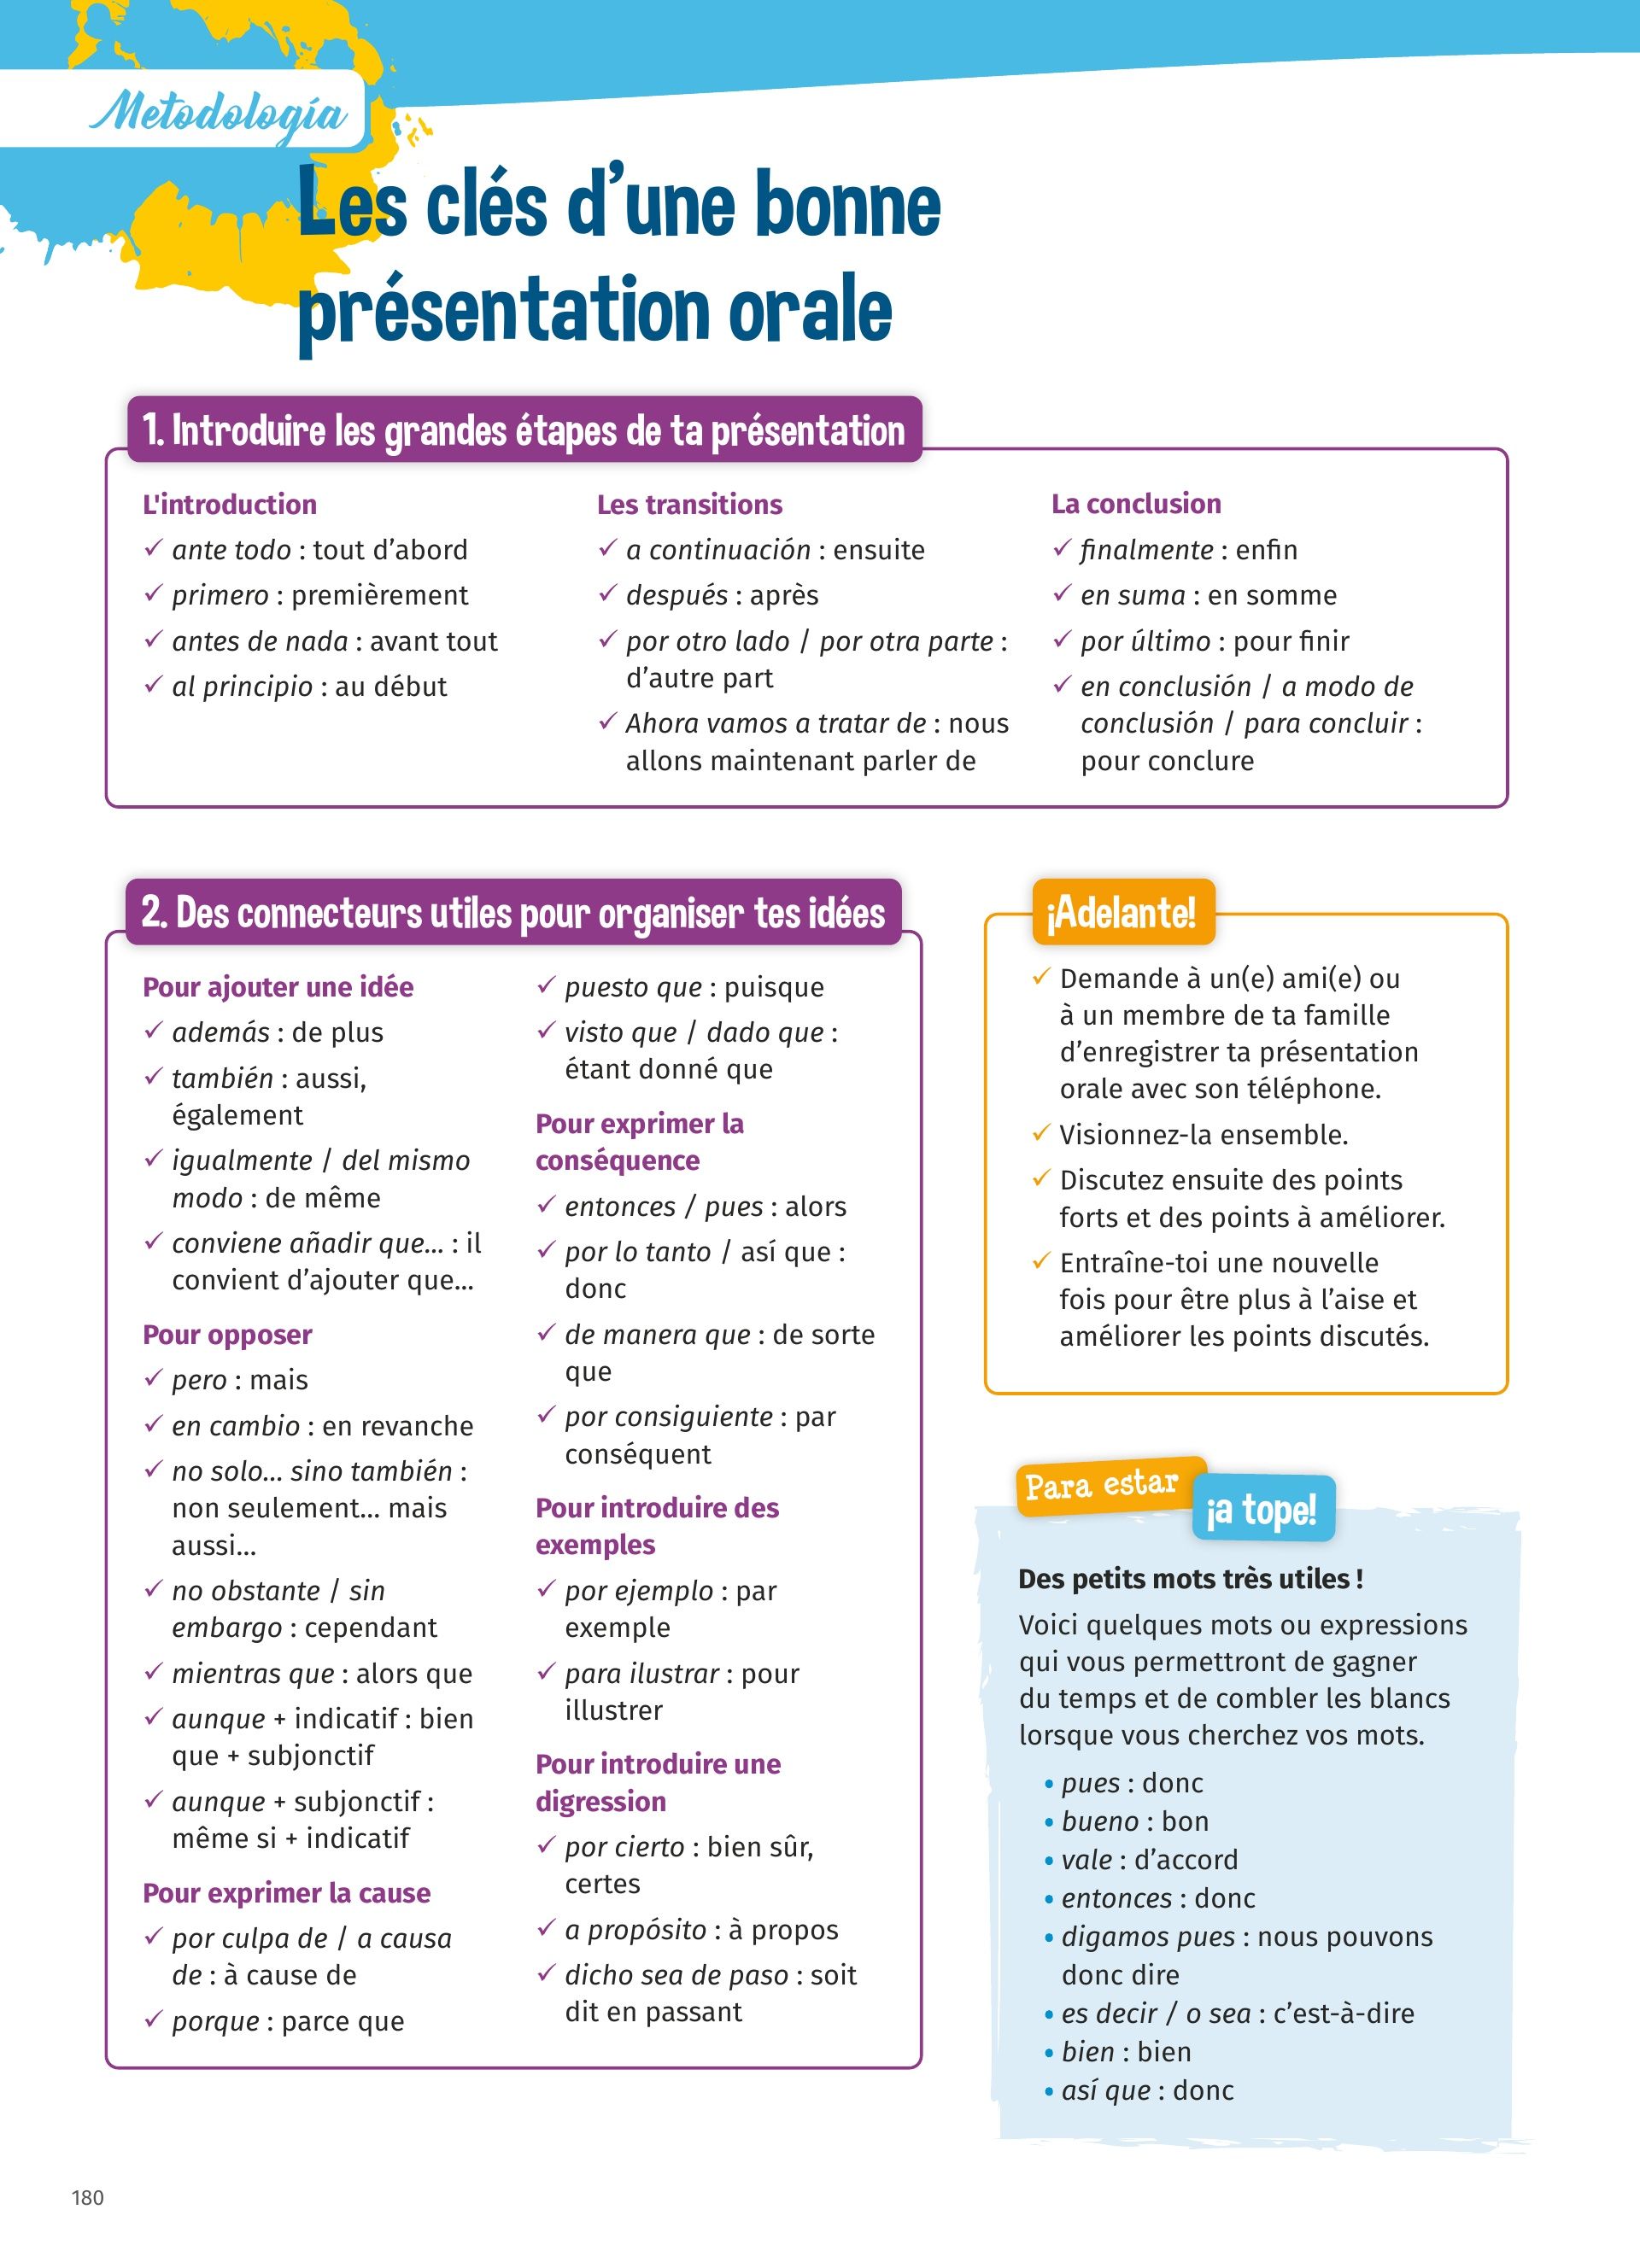 Metodología
Les clés d’une bonne
présentation orale
1. Introduire les grandes étapes de ta présentation
L'introduction
✓ ante todo : tout d’abord
✓ primero : premièrement
✓ antes de nada : avant tout
✓ al principio : au début
Les transitions
✓ a continuación : ensuite
✓ después : après
✓ por otro lado / por otra parte :
d’autre part
✓ Ahora vamos a tratar de : nous
allons maintenant parler de
La conclusion
✓ finalmente : enfin
✓ en suma : en somme
✓ por último : pour finir
✓ en conclusión / a modo de
conclusión / para concluir :
pour conclure
2. Des connecteurs utiles pour organiser tes idées
Pour ajouter une idée
✓ además : de plus
✓ también : aussi,
également
✓ igualmente / del mismo
modo : de même
✓ conviene añadir que... : il
convient d’ajouter que...
Pour opposer
✓ pero : mais
✓ en cambio : en revanche
✓ no solo... sino también :
non seulement... mais
aussi...
✓ no obstante / sin
embargo : cependant
✓ mientras que : alors que
✓ aunque + indicatif : bien
que + subjonctif
✓ aunque + subjonctif :
même si + indicatif
Pour exprimer la cause
✓ por culpa de / a causa
de : à cause de
✓ porque : parce que
✓ puesto que : puisque
✓ visto que / dado que :
étant donné que
Pour exprimer la
conséquence
✓ entonces / pues : alors
✓ por lo tanto / así que :
donc
✓ de manera que : de sorte
que
✓ por consiguiente : par
conséquent
Pour introduire des
exemples
✓ por ejemplo : par
exemple
✓ para ilustrar : pour
illustrer
Pour introduire une
digression
✓ por cierto : bien sûr,
certes
✓ a propósito : à propos
✓ dicho sea de paso : soit
dit en passant
¡Adelante!
✓ Demande à un(e) ami(e) ou
à un membre de ta famille
d’enregistrer ta présentation
orale avec son téléphone.
✓ Visionnez-la ensemble.
✓ Discutez ensuite des points
forts et des points à améliorer.
✓ Entraîne-toi une nouvelle
fois pour être plus à l’aise et
améliorer les points discutés.
Para estar
¡a tope!
Des petits mots très utiles !
Voici quelques mots ou expressions
qui vous permettront de gagner
du temps et de combler les blancs
lorsque vous cherchez vos mots.
• pues : donc
• bueno : bon
• vale : d’accord
• entonces : donc
• digamos pues : nous pouvons
donc dire
• es decir / o sea : c’est-à-dire
• bien : bien
• así que : donc
180